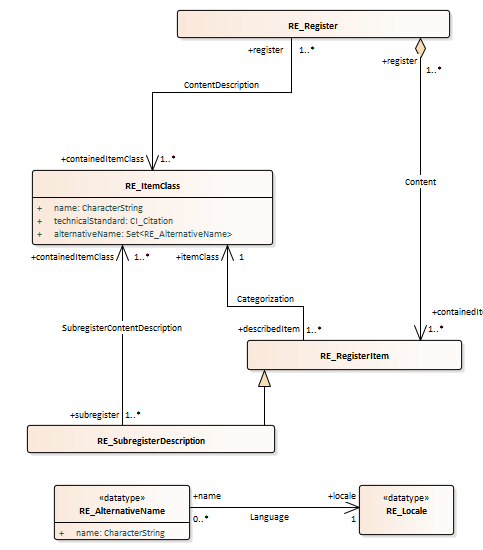 RE_Register
+register 1..*
+register
1..*
ContentDescription
+containedItemClass 1..*
RE_ItemClass
Content
+ name: CharacterString
+ technicalStandard: CI_Citation
+ alternativeName: Set<RE_AlternativeName>
+containedItemClass 1..* +itemClass 1
Categorization
+containedIt
SubregisterContentDescription
+describedItem 1..*
1..*
RE_RegisterItem
+subregister 1..*
RE_SubregisterDescription
«datatype»
RE_AlternativeName
+ name: CharacterString
+name
0..*
Language
+locale
1
«datatype»
RE_Locale